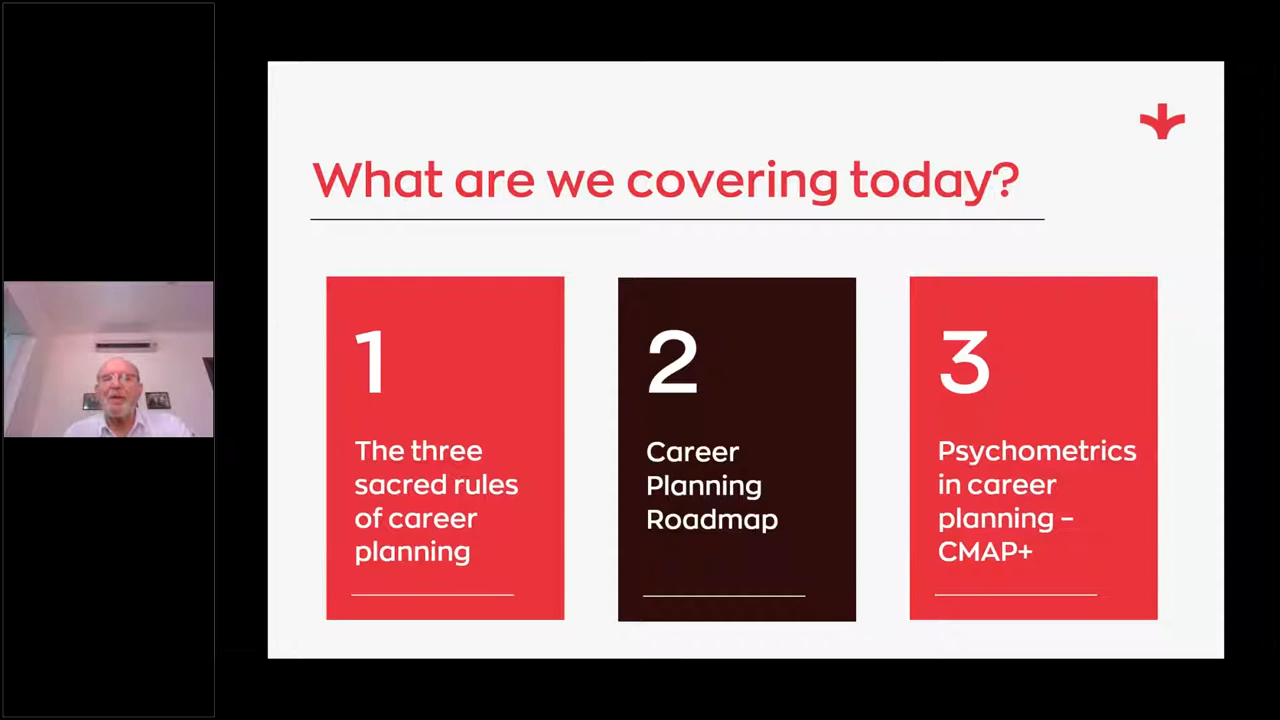 What are we covering today?
1
The three
sacred rules
of career
planning
2
Career
Planning
Roadmap
3
Psychometrics
in career
planning –
CMAP+